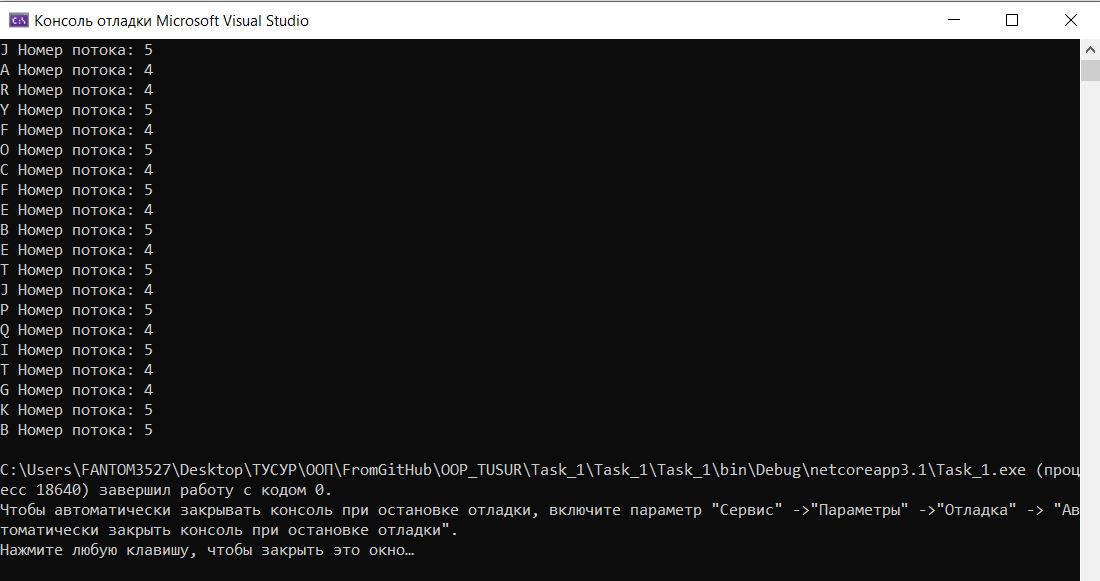 C:\ Консоль отладки Microsoft Visual Studio
J Номер потока: 5
A Номер потока: 4
R Номер потока: 4
Y Номер потока: 5
F Номер потока: 4
O Номер потока: 5
C Номер потока: 4
F Номер потока: 5
E Номер потока: 4
B Номер потока: 5
E Номер потока: 4
T Номер потока: 5
J Номер потока: 4
P Номер потока: 5
Q Номер потока: 4
I Номер потока: 5
T Номер потока: 4
G Номер потока: 4
K Номер потока: 5
B Номер потока: 5
C:\Users\FANTOM3527\Desktop\ТУСУР\ООП\FromGitHub\OOP_TUSUR\Task_1\Task_1\Task_1\bin\Debug\netcoreapp3.1\Task_1.exe (проц
есс 18640) завершил работу с кодом 0.
Чтобы автоматически закрывать консоль при остановке отладки, включите параметр "Сервис" ->"Параметры" ->"Отладка" -> "Ав
томатически закрыть консоль при остановке отладки".
Нажмите любую клавишу, чтобы закрыть это окно…